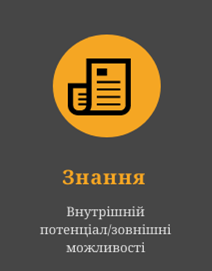 Знання
Внутрішній
потенціал/зовнішні
можливості